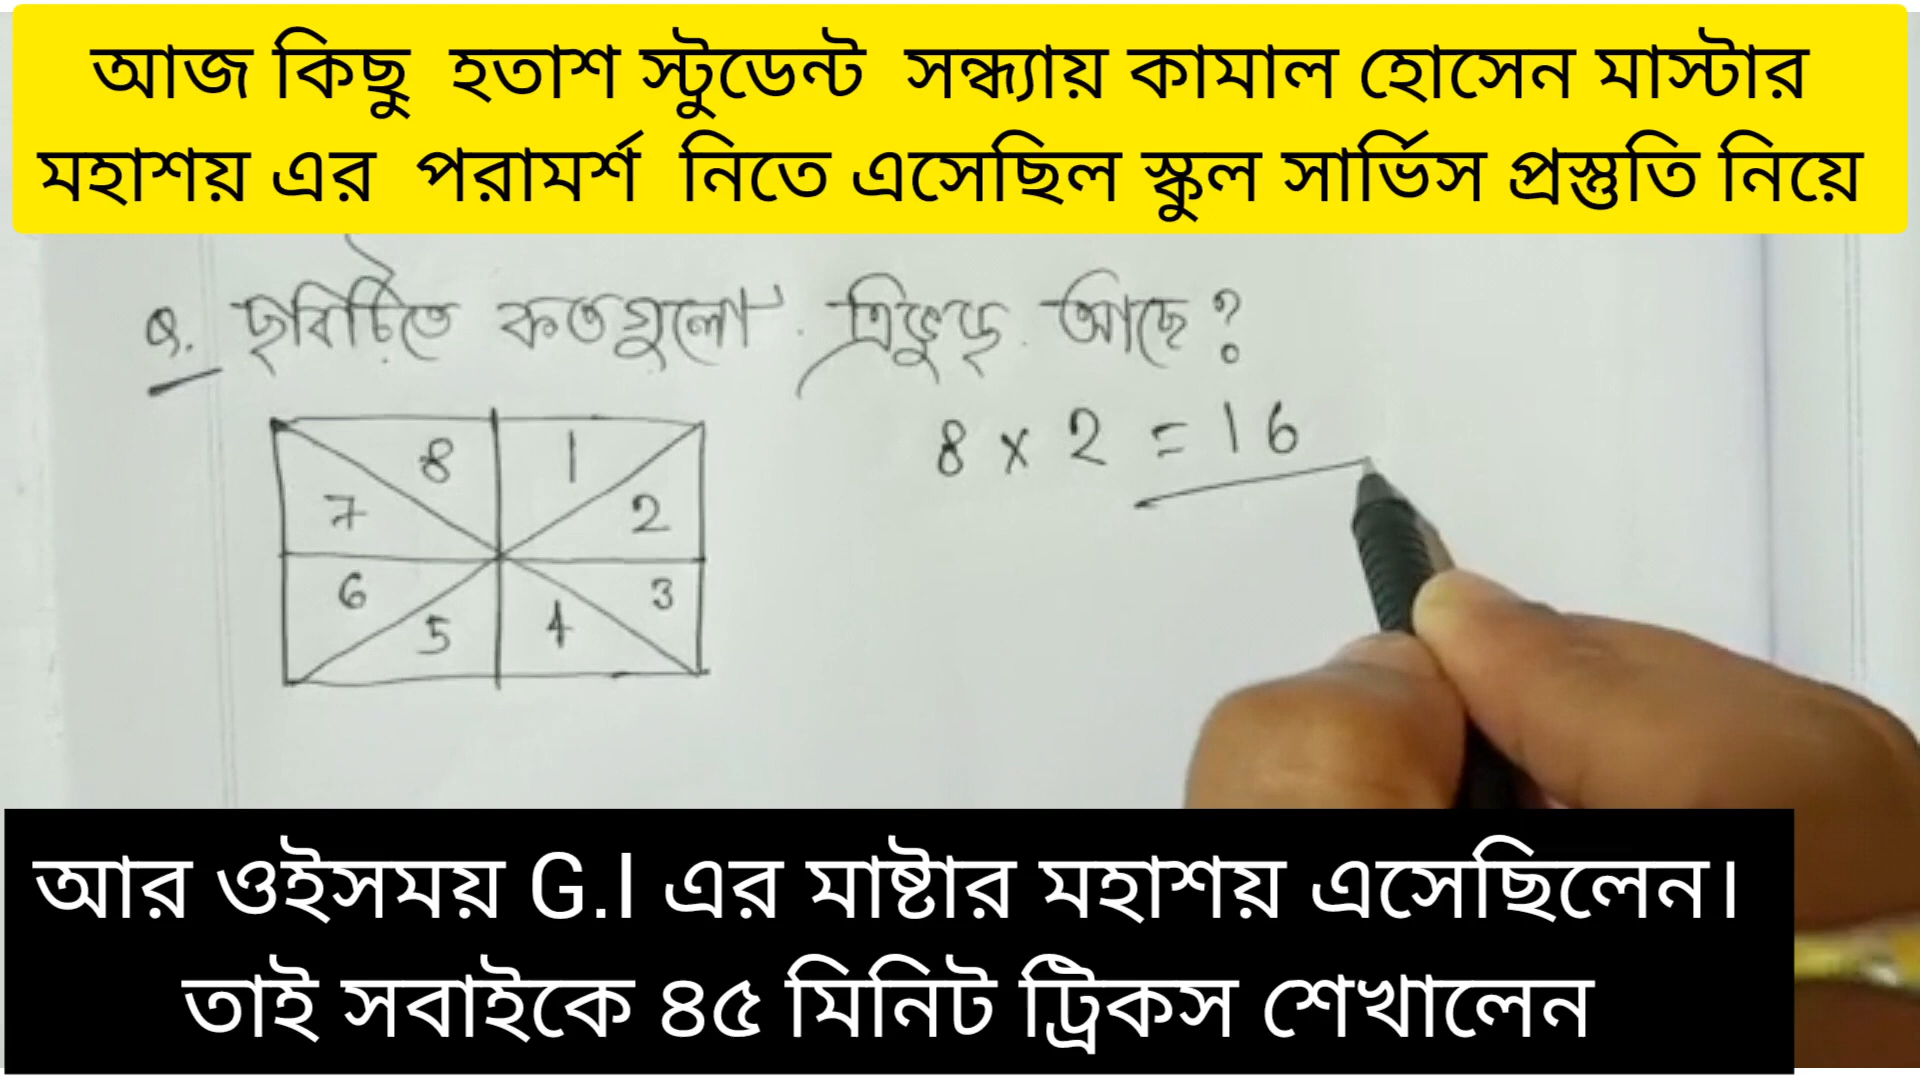 আজ কিছু হতাশ স্টুডেন্ট সন্ধ্যায় কামাল হোসেন মাস্টার
মহাশয় এর পরামর্শ নিতে এসেছিল স্কুল সার্ভিস প্রস্তুতি নিয়ে
Q. ছবিটিতে কতগুলো ত্রিভুজ আছে?
8 × 2 = 16
8 1
7 2
6 3
5 4
আর ওইসময় G.I এর মাষ্টার মহাশয় এসেছিলেন।
তাই সবাইকে ৪৫ মিনিট ট্রিকস শেখালেন